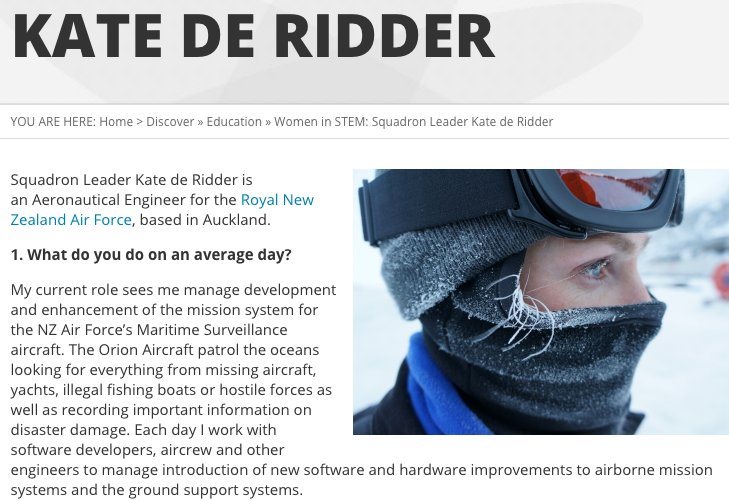 KATE DE RIDDER
YOU ARE HERE: Home > Discover » Education » Women in STEM: Squadron Leader Kate de Ridder
Squadron Leader Kate de Ridder is
an Aeronautical Engineer for the Royal New
Zealand Air Force, based in Auckland.
1. What do you do on an average day?
My current role sees me manage development
and enhancement of the mission system for
the NZ Air Force’s Maritime Surveillance
aircraft. The Orion Aircraft patrol the oceans
looking for everything from missing aircraft,
yachts, illegal fishing boats or hostile forces as
well as recording important information on
disaster damage. Each day I work with
software developers, aircrew and other
engineers to manage introduction of new software and hardware improvements to airborne mission
systems and the ground support systems.